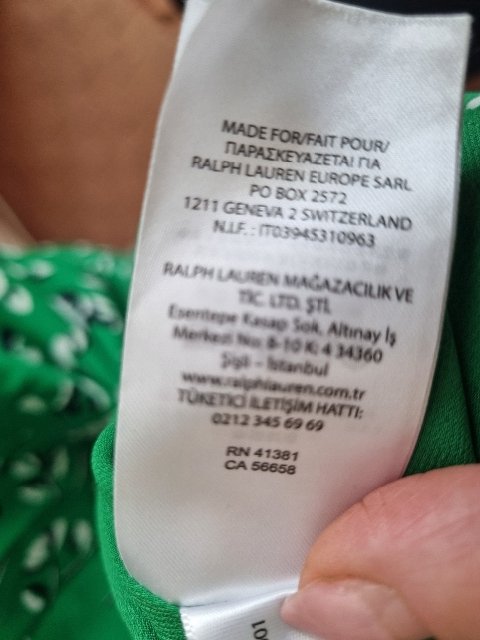 MADE FOR/FAIT POUR/
ΠΑΡΑΣΚΕΥΑΖΕΤΑΙ ΓΙΑ
RALPH LAUREN EUROPE SARL
PO BOX 2572
1211 GENEVA 2 SWITZERLAND
N.I.F. : IT03945310963
RALPH LAUREN MAĞAZACILIK VE
TİC. LTD. ŞTİ.
Esentepe Kasap Sok. Altınay İş
Merkezi No: 8-10 K: 4 34360
Şişli - İstanbul
www.ralphlauren.com.tr
TÜKETİCİ İLETİŞİM HATTI:
0212 345 69 69
RN 41381
CA 56658